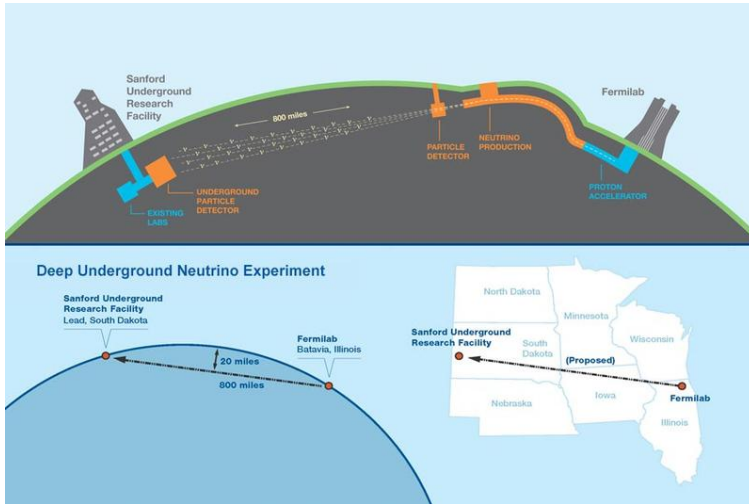 Sanford
Underground
Research
Facility
Fermilab
800 miles
PARTICLE
DETECTOR
NEUTRINO
PRODUCTION
PROTON
ACCELERATOR
UNDERGROUND
PARTICLE
DETECTOR
EXISTING
LABS
Deep Underground Neutrino Experiment
Sanford Underground
Research Facility
Lead, South Dakota
Fermilab
Batavia, Illinois
20 miles
800 miles
North Dakota
Minnesota
Sanford Underground
Research Facility
South
Dakota
Wisconsin
(Proposed)
Nebraska
Iowa
Fermilab
Illinois